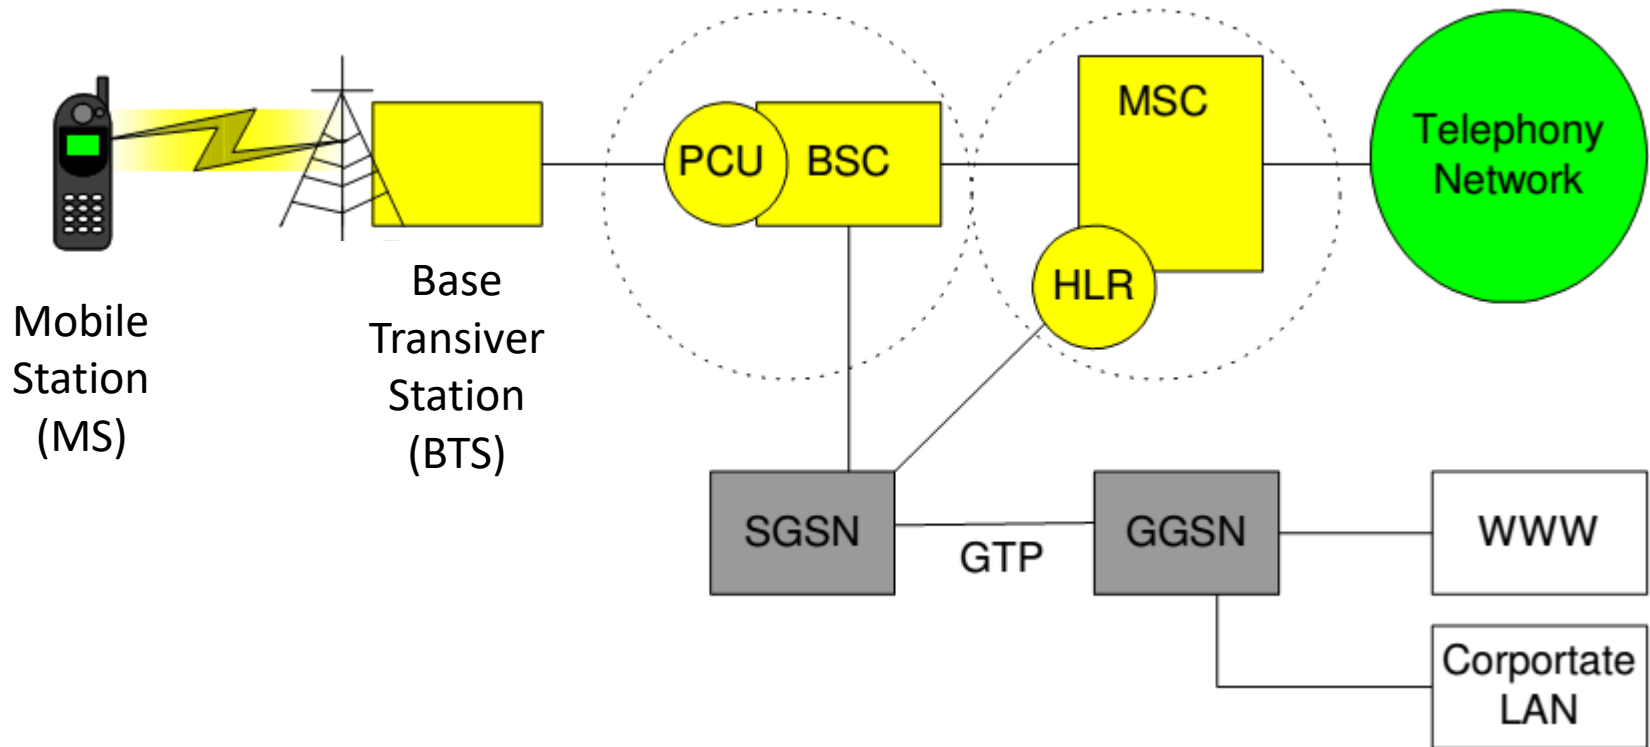 Mobile
Station
(MS)
Base
Transiver
Station
(BTS)
PCU
BSC
MSC
HLR
Telephony
Network
SGSN
GTP
GGSN
WWW
Corportate
LAN